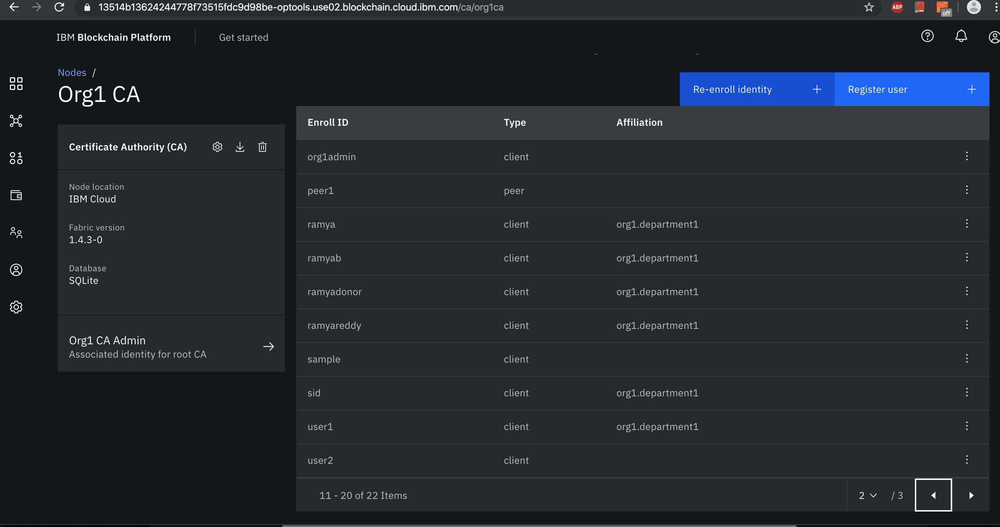 13514b13624244778f73515fdc9d98be-optools.use02.blockchain.cloud.ibm.com/ca/org1ca
ABP
off
IBM Blockchain Platform
Get started
Nodes /
Org1 CA
Re-enroll identity
Register user
Certificate Authority (CA)
Node location
IBM Cloud
Fabric version
1.4.3-0
Database
SQLite
Org1 CA Admin
Associated identity for root CA
Enroll ID Type Affiliation
org1admin client
peer1 peer
ramya client org1.department1
ramyab client org1.department1
ramyadonor client org1.department1
ramyareddy client org1.department1
sample client
sid client org1.department1
user1 client org1.department1
user2 client
11 - 20 of 22 Items
2 / 3